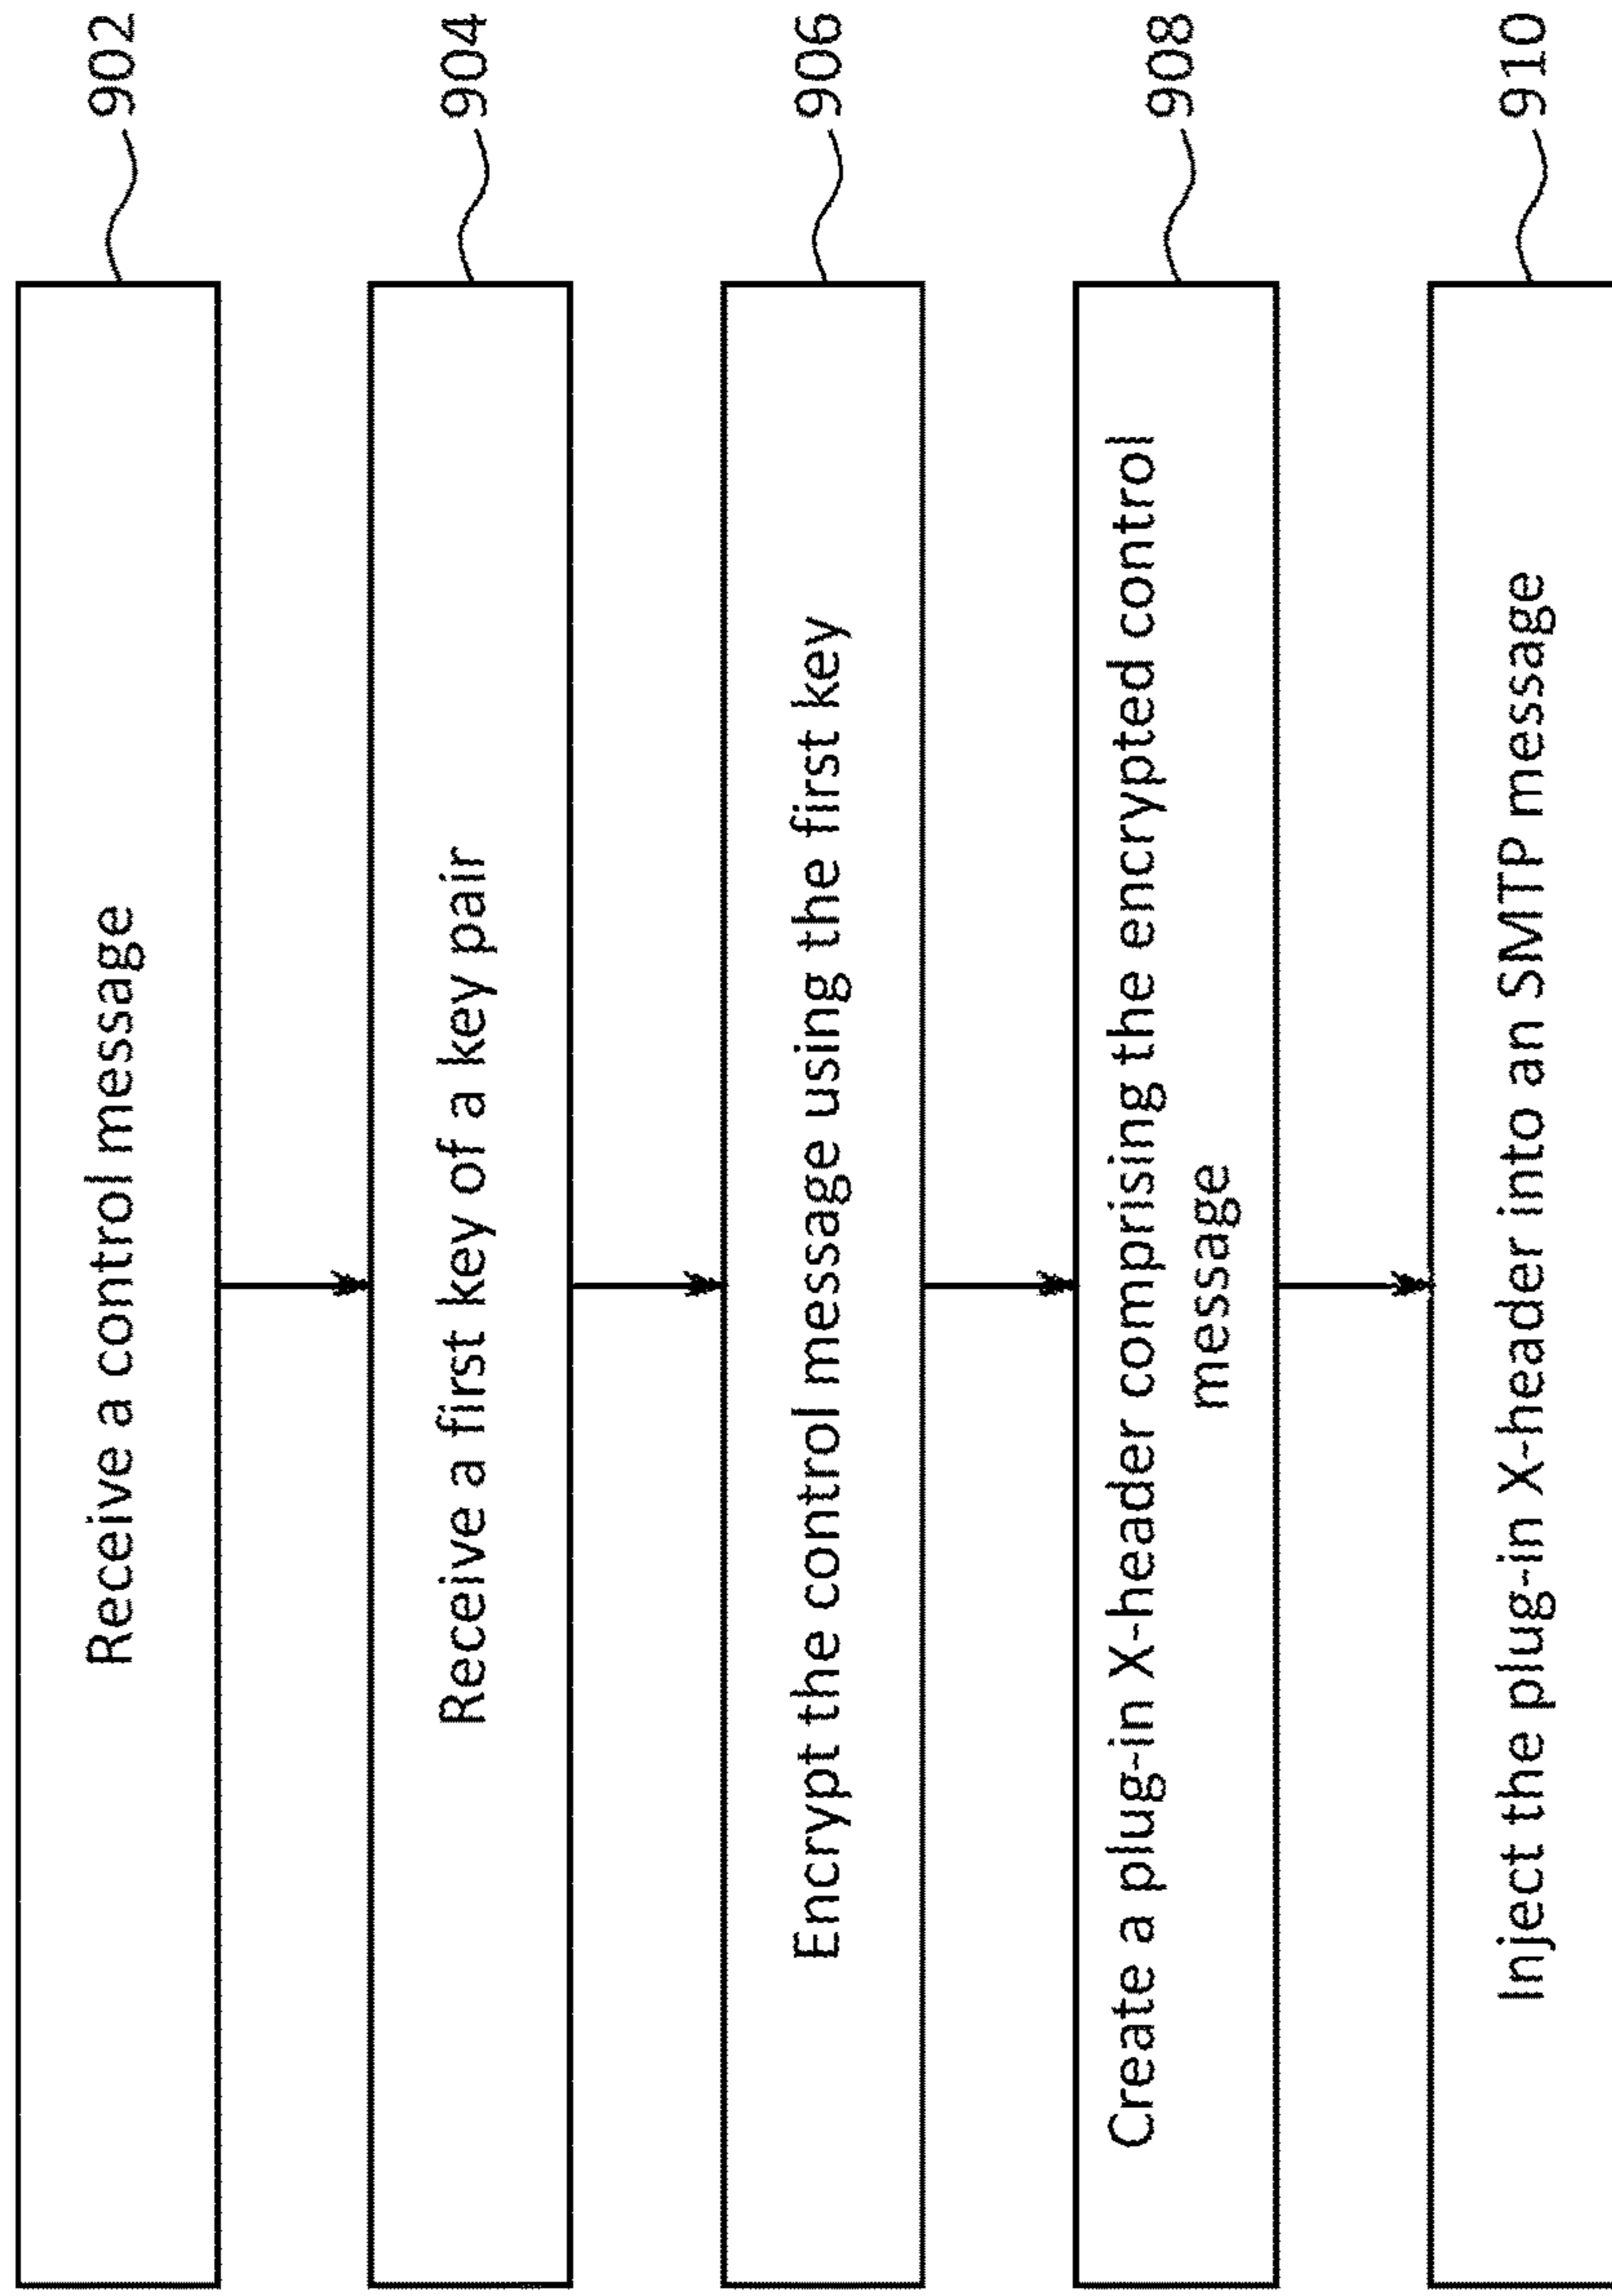 Receive a control message
902
Receive a first key of a key pair
904
Encrypt the control message using the first key
906
Create a plug-in X-header comprising the encrypted control
message
908
Inject the plug-in X-header into an SMTP message
910